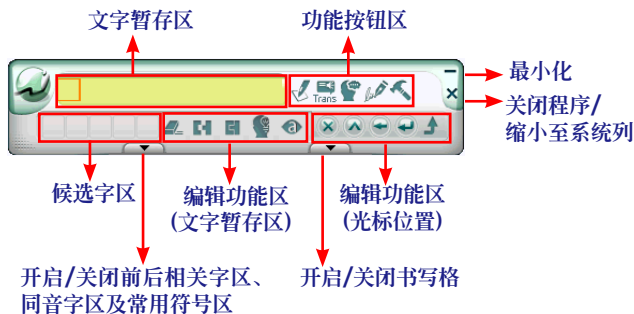 文字暂存区
功能按钮区
最小化
关闭程序/
缩小至系统列
Trans
a
候选字区
编辑功能区
(文字暂存区)
编辑功能区
(光标位置)
开启/关闭前后相关字区、
同音字区及常用符号区
开启/关闭书写格